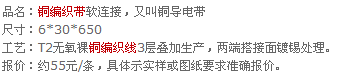 品名：铜编织带软连接，又叫铜导电带
尺寸：6*30*650
工艺：T2无氧裸铜编织线3层叠加生产，两端搭接面镀锡处理。
报价：约55元/条，具体示实样或图纸要求准确报价。